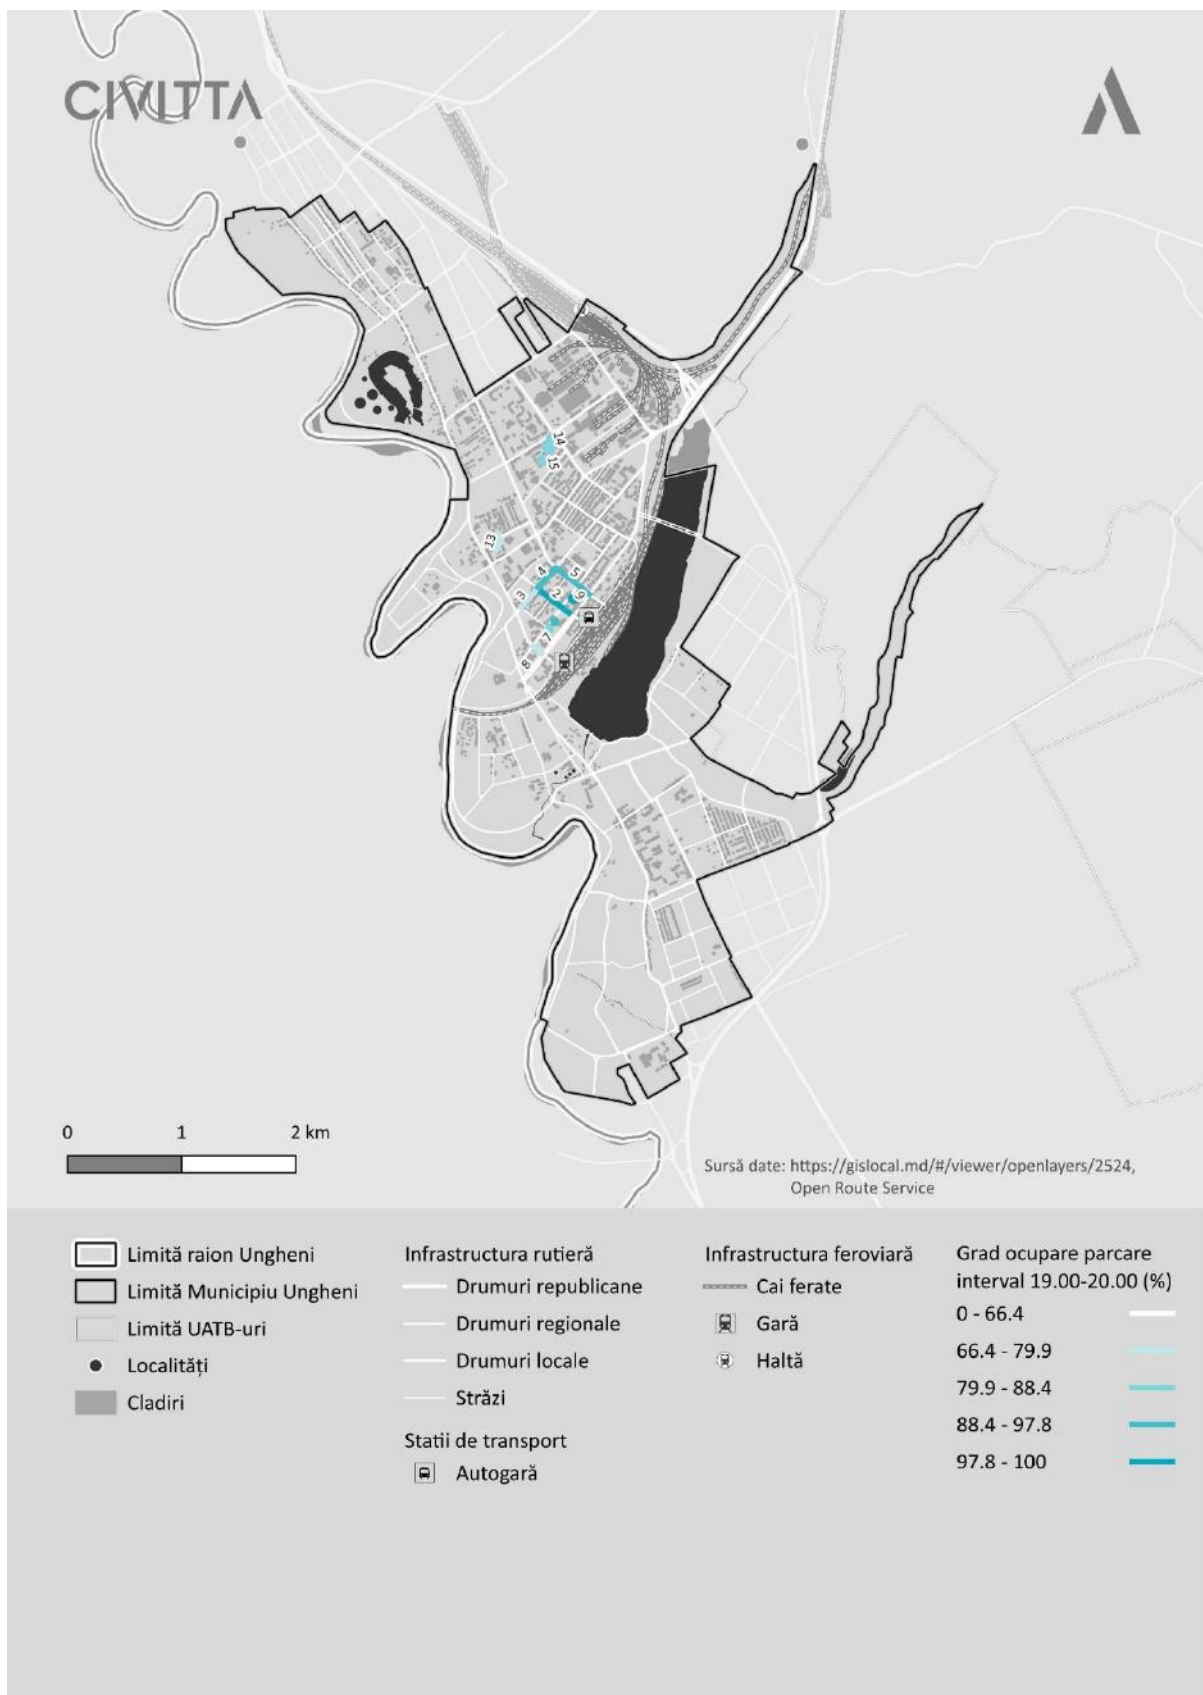 CIVITTA
14
15
13
4
5
3
2
9
7
8
0 1 2 km
Sursă date: https://gislocal.md/#/viewer/openlayers/2524,
Open Route Service
Limită raion Ungheni
Limită Municipiu Ungheni
Limită UATB-uri
Localități
Cladiri
Infrastructura rutieră
Drumuri republicane
Drumuri regionale
Drumuri locale
Străzi
Statii de transport
Autogară
Infrastructura feroviară
Cai ferate
Gară
Haltă
Grad ocupare parcare
interval 19.00-20.00 (%)
0 - 66.4
66.4 - 79.9
79.9 - 88.4
88.4 - 97.8
97.8 - 100